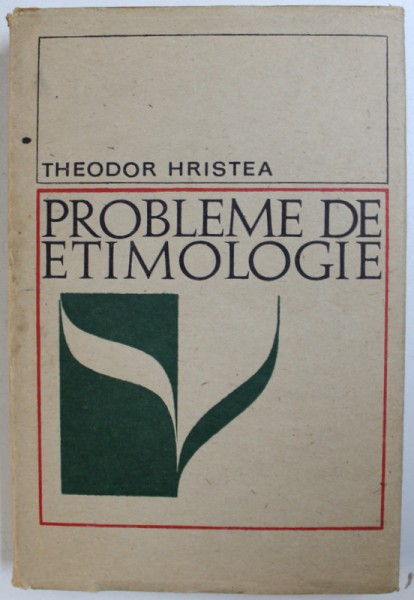 THEODOR HRISTEA
PROBLEME DE
ETIMOLOGIE